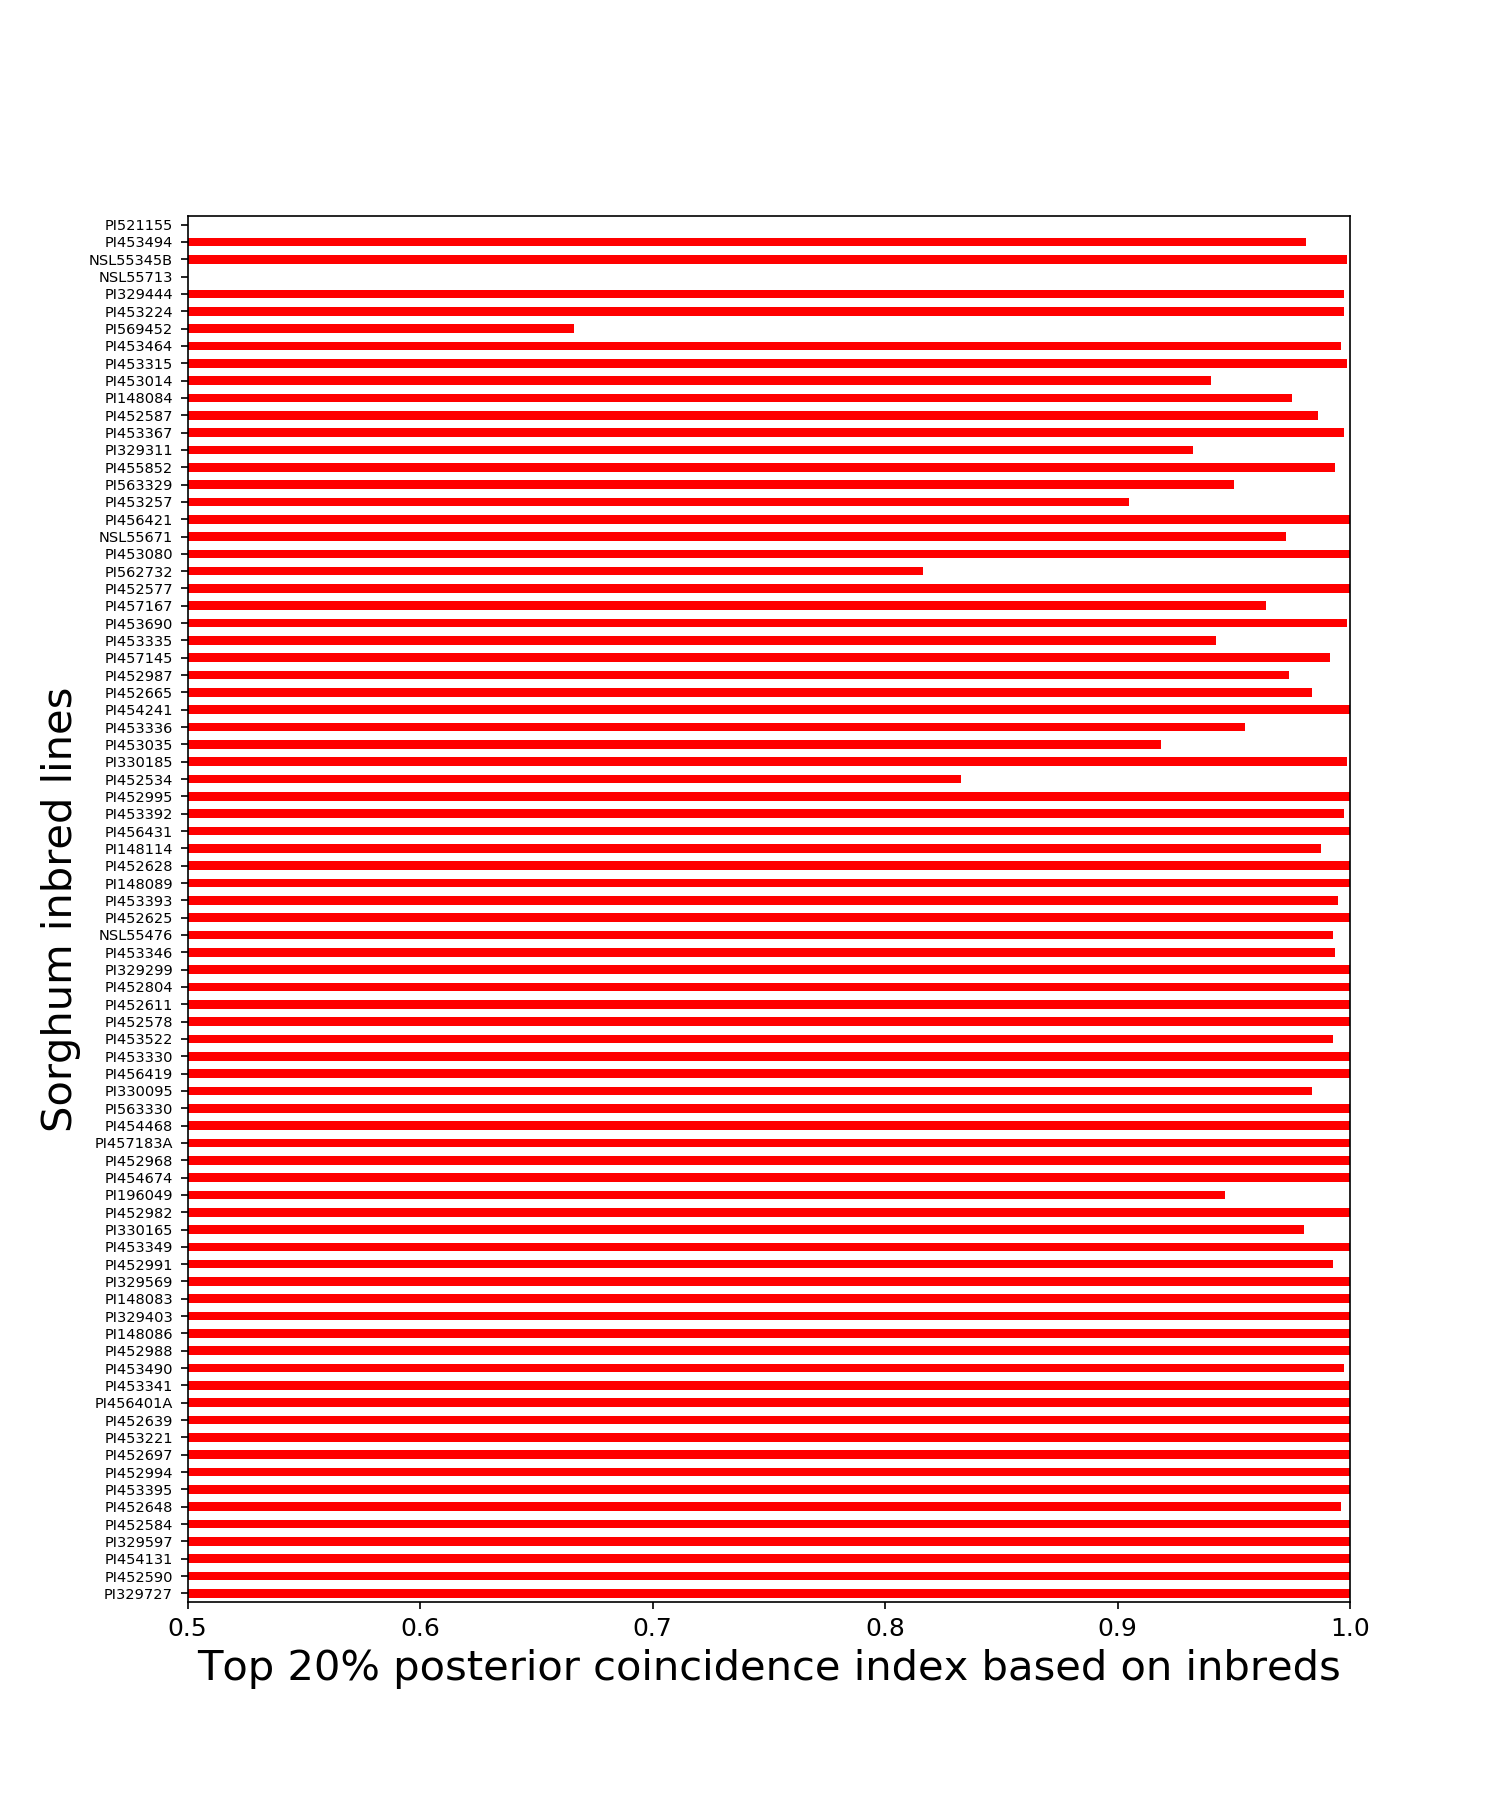 PI521155
PI453494
NSL55345B
NSL55713
PI329444
PI453224
PI569452
PI453464
PI453315
PI453014
PI148084
PI452587
PI453367
PI329311
PI455852
PI563329
PI453257
PI456421
NSL55671
PI453080
PI562732
PI452577
PI457167
PI453690
PI453335
PI457145
PI452987
PI452665
PI454241
PI453336
PI453035
PI330185
PI452534
PI452995
PI453392
PI456431
PI148114
PI452628
PI148089
PI453393
PI452625
NSL55476
PI453346
PI329299
PI452804
PI452611
PI452578
PI453522
PI453330
PI456419
PI330095
PI563330
PI454468
PI457183A
PI452968
PI454674
PI196049
PI452982
PI330165
PI453349
PI452991
PI329569
PI148083
PI329403
PI148086
PI452988
PI453490
PI453341
PI456401A
PI452639
PI453221
PI452697
PI452994
PI453395
PI452648
PI452584
PI329597
PI454131
PI452590
PI329727
Sorghum inbred lines
0.5 0.6 0.7 0.8 0.9 1.0
Top 20% posterior coincidence index based on inbreds